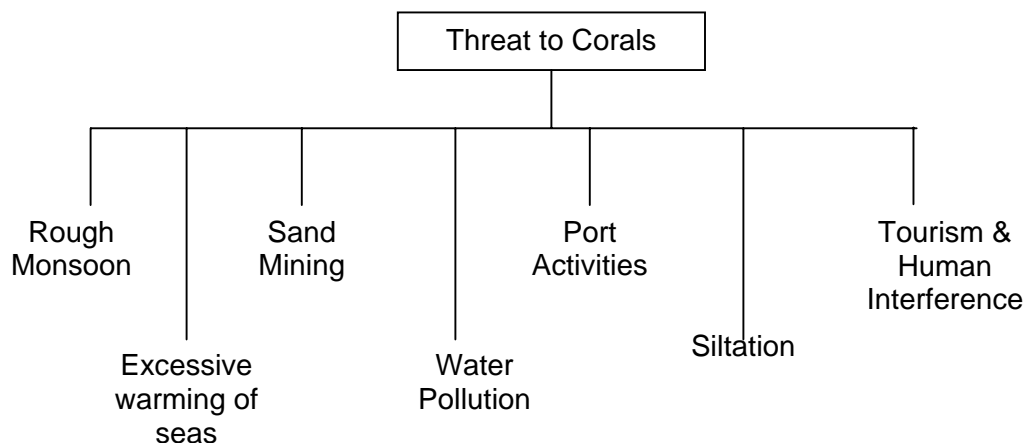 Threat to Corals
Rough
Monsoon
Excessive
warming of
seas
Sand
Mining
Water
Pollution
Port
Activities
Siltation
Tourism &
Human
Interference